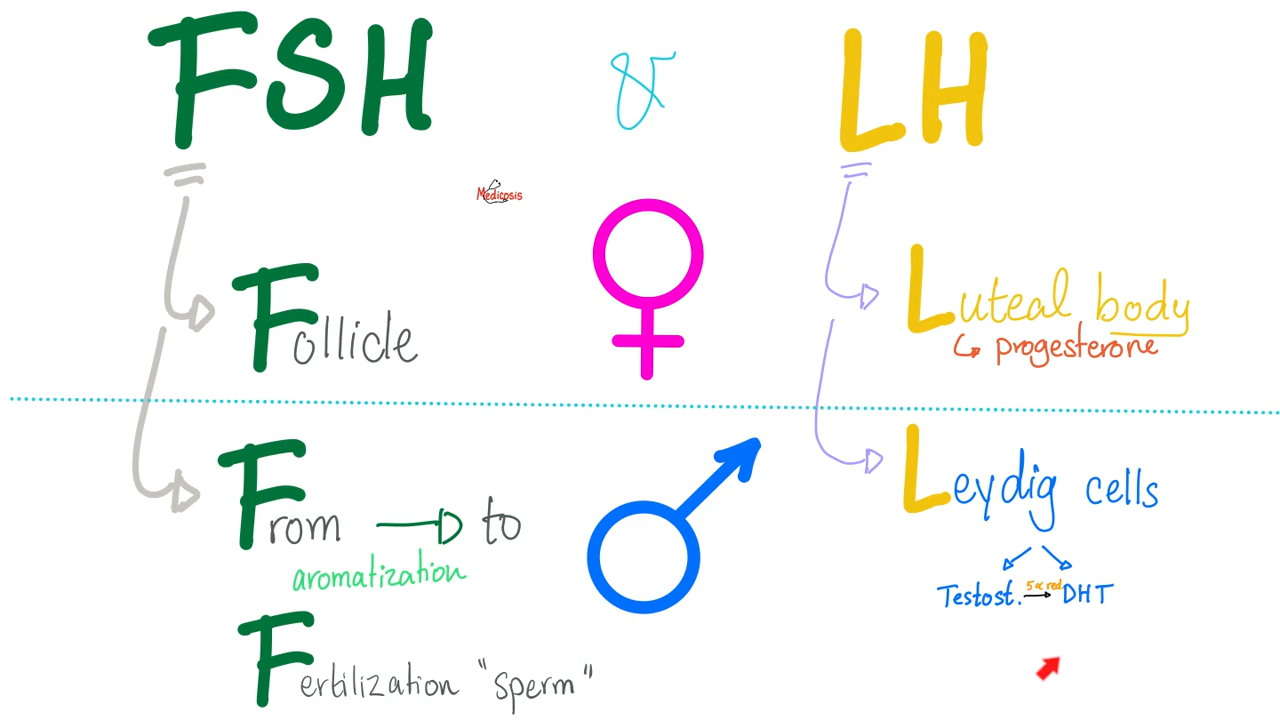 FSH & LH
Medicosis
Follicle
Luteal body
↳ progesterone
From → to
aromatization
Leydig cells
Testost. 5α red → DHT
Fertilization "sperm"